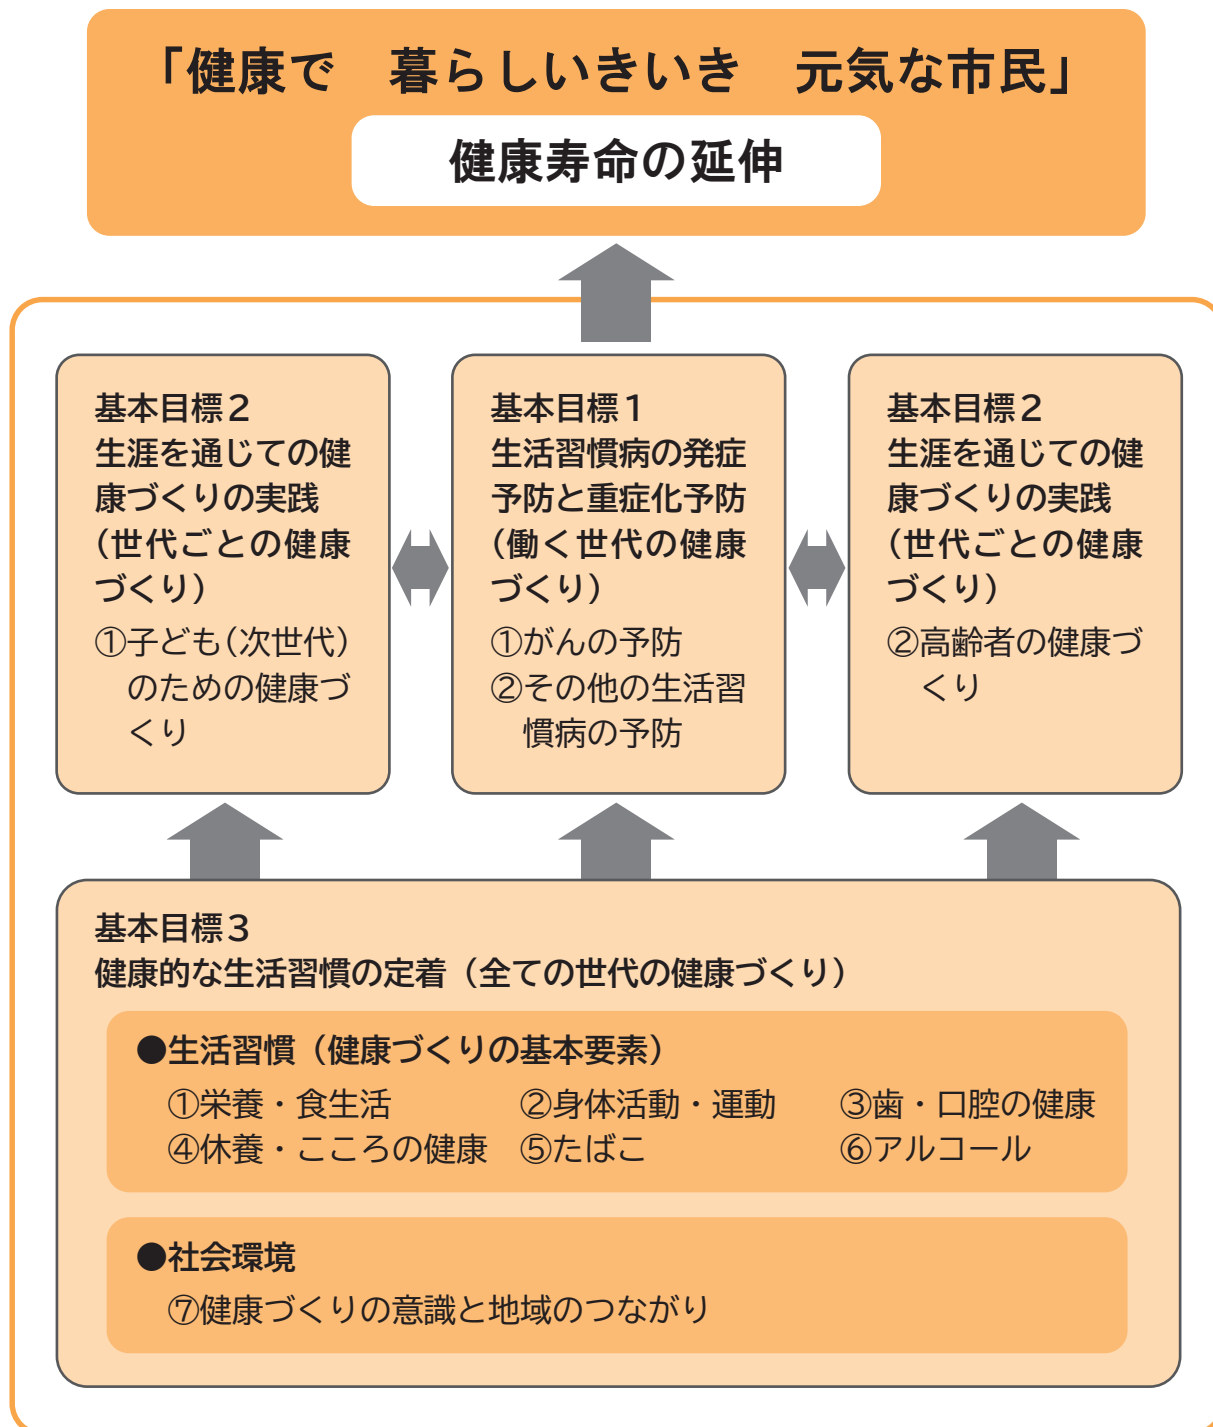 「健康で　暮らしいきいき　元気な市民」
健康寿命の延伸
基本目標２
生涯を通じての健
康づくりの実践
(世代ごとの健康
づくり)
①子ども(次世代)
のための健康づ
くり
基本目標１
生活習慣病の発症
予防と重症化予防
(働く世代の健康
づくり)
①がんの予防
②その他の生活習
慣病の予防
基本目標２
生涯を通じての健
康づくりの実践
(世代ごとの健康
づくり)
②高齢者の健康づ
くり
基本目標３
健康的な生活習慣の定着（全ての世代の健康づくり）
●生活習慣（健康づくりの基本要素）
①栄養・食生活　②身体活動・運動　③歯・口腔の健康
④休養・こころの健康　⑤たばこ　⑥アルコール
●社会環境
⑦健康づくりの意識と地域のつながり